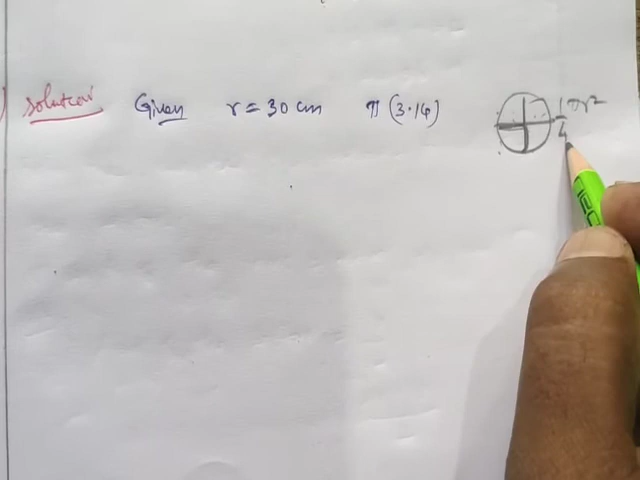 ) Solution Given r = 30 cm π (3.14) 1/4 πr²